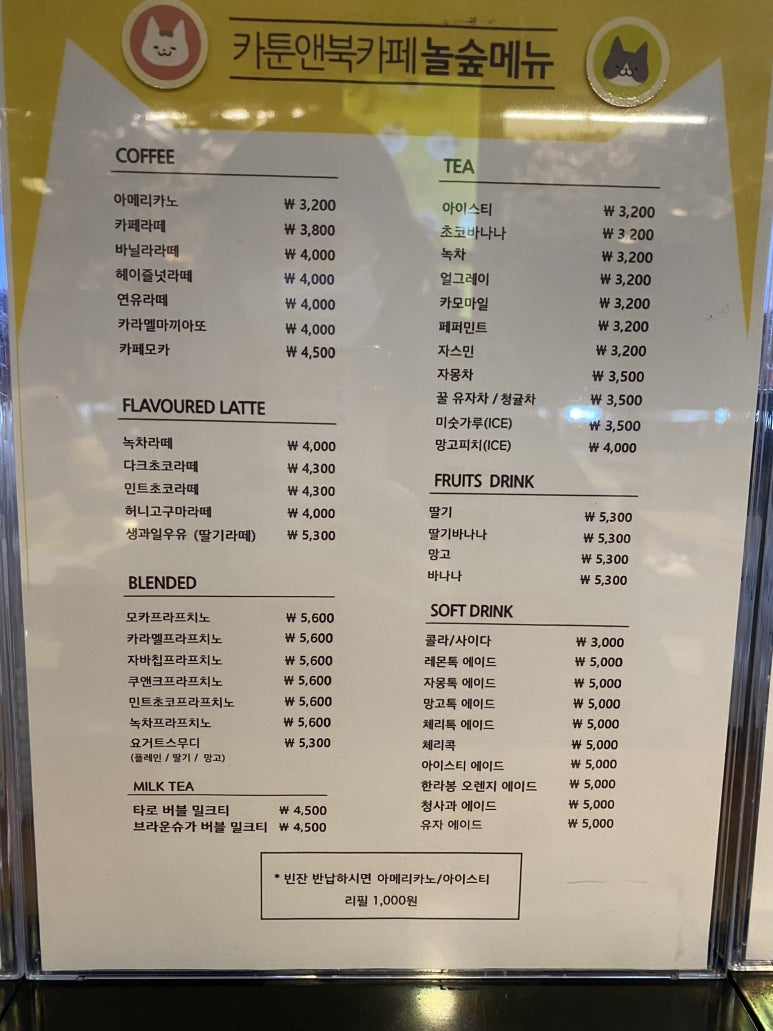 카툰앤북카페 놀숲메뉴
COFFEE
아메리카노 ₩ 3,200
카페라떼 ₩ 3,800
바닐라라떼 ₩ 4,000
헤이즐넛라떼 ₩ 4,000
연유라떼 ₩ 4,000
카라멜마끼아또 ₩ 4,000
카페모카 ₩ 4,500
FLAVOURED LATTE
녹차라떼 ₩ 4,000
다크초코라떼 ₩ 4,300
민트초코라떼 ₩ 4,300
허니고구마라떼 ₩ 4,000
생과일우유 (딸기라떼) ₩ 5,300
BLENDED
모카프라프치노 ₩ 5,600
카라멜프라프치노 ₩ 5,600
자바칩프라프치노 ₩ 5,600
쿠앤크프라프치노 ₩ 5,600
민트초코프라프치노 ₩ 5,600
녹차프라프치노 ₩ 5,600
요거트스무디 ₩ 5,300
(플레인 / 딸기 / 망고)
MILK TEA
타로 버블 밀크티 ₩ 4,500
브라운슈가 버블 밀크티 ₩ 4,500
TEA
아이스티 ₩ 3,200
초코바나나 ₩ 3,200
녹차 ₩ 3,200
얼그레이 ₩ 3,200
카모마일 ₩ 3,200
페퍼민트 ₩ 3,200
자스민 ₩ 3,200
자몽차 ₩ 3,500
꿀 유자차 / 청귤차 ₩ 3,500
미숫가루(ICE) ₩ 3,500
망고피치(ICE) ₩ 4,000
FRUITS DRINK
딸기 ₩ 5,300
딸기바나나 ₩ 5,300
망고 ₩ 5,300
바나나 ₩ 5,300
SOFT DRINK
콜라/사이다 ₩ 3,000
레몬톡 에이드 ₩ 5,000
자몽톡 에이드 ₩ 5,000
망고톡 에이드 ₩ 5,000
체리톡 에이드 ₩ 5,000
체리콕 ₩ 5,000
아이스티 에이드 ₩ 5,000
한라봉 오렌지 에이드 ₩ 5,000
청사과 에이드 ₩ 5,000
유자 에이드 ₩ 5,000
* 빈잔 반납하시면 아메리카노/아이스티
리필 1,000원